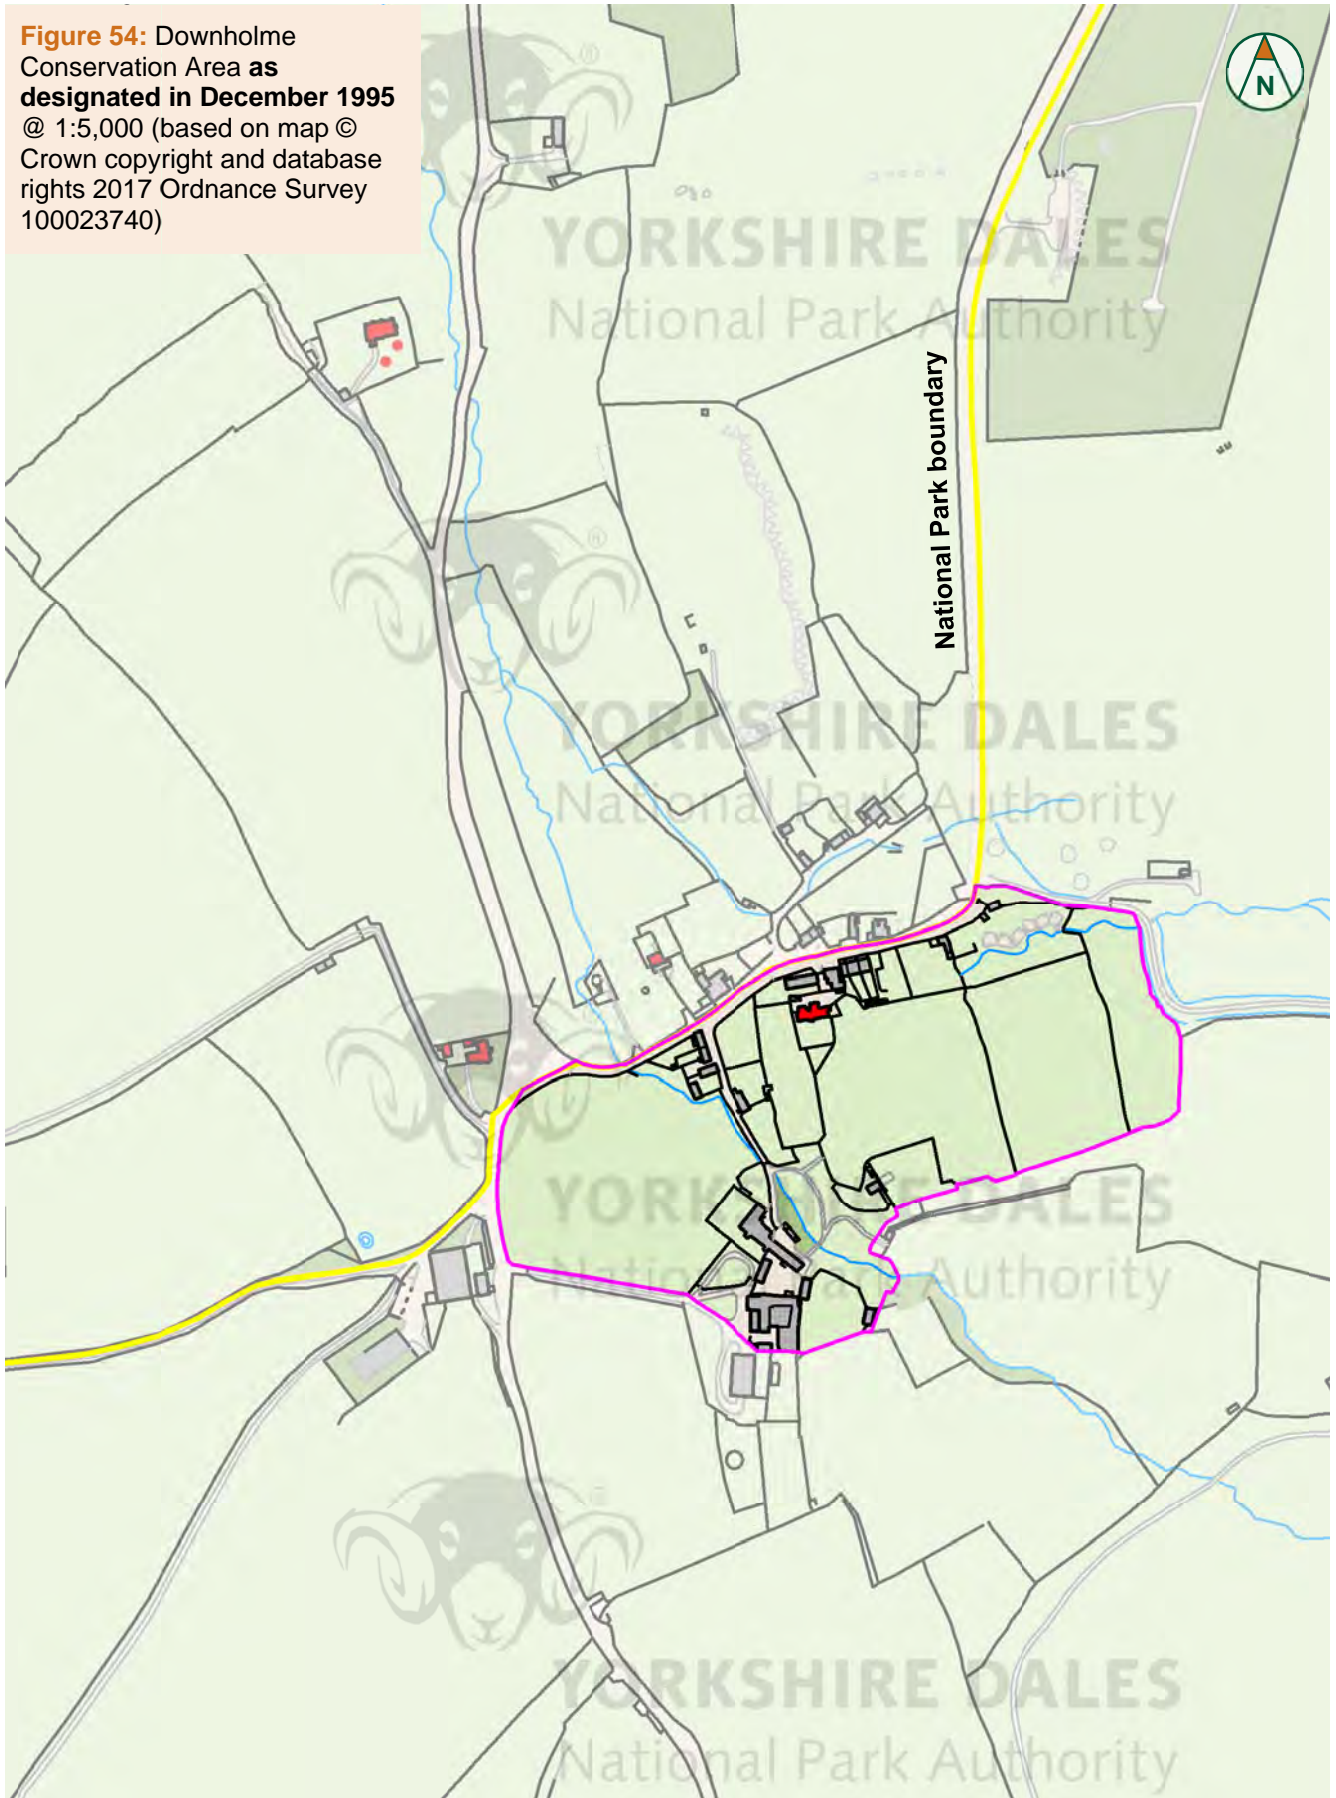 Figure 54: Downholme
Conservation Area as
designated in December 1995
@ 1:5,000 (based on map ©
Crown copyright and database
rights 2017 Ordnance Survey
100023740)
N
YORKSHIRE DALES
National Park Authority
National Park boundary
YORKSHIRE DALES
National Park Authority
YORKSHIRE DALES
National Park Authority
YORKSHIRE DALES
National Park Authority